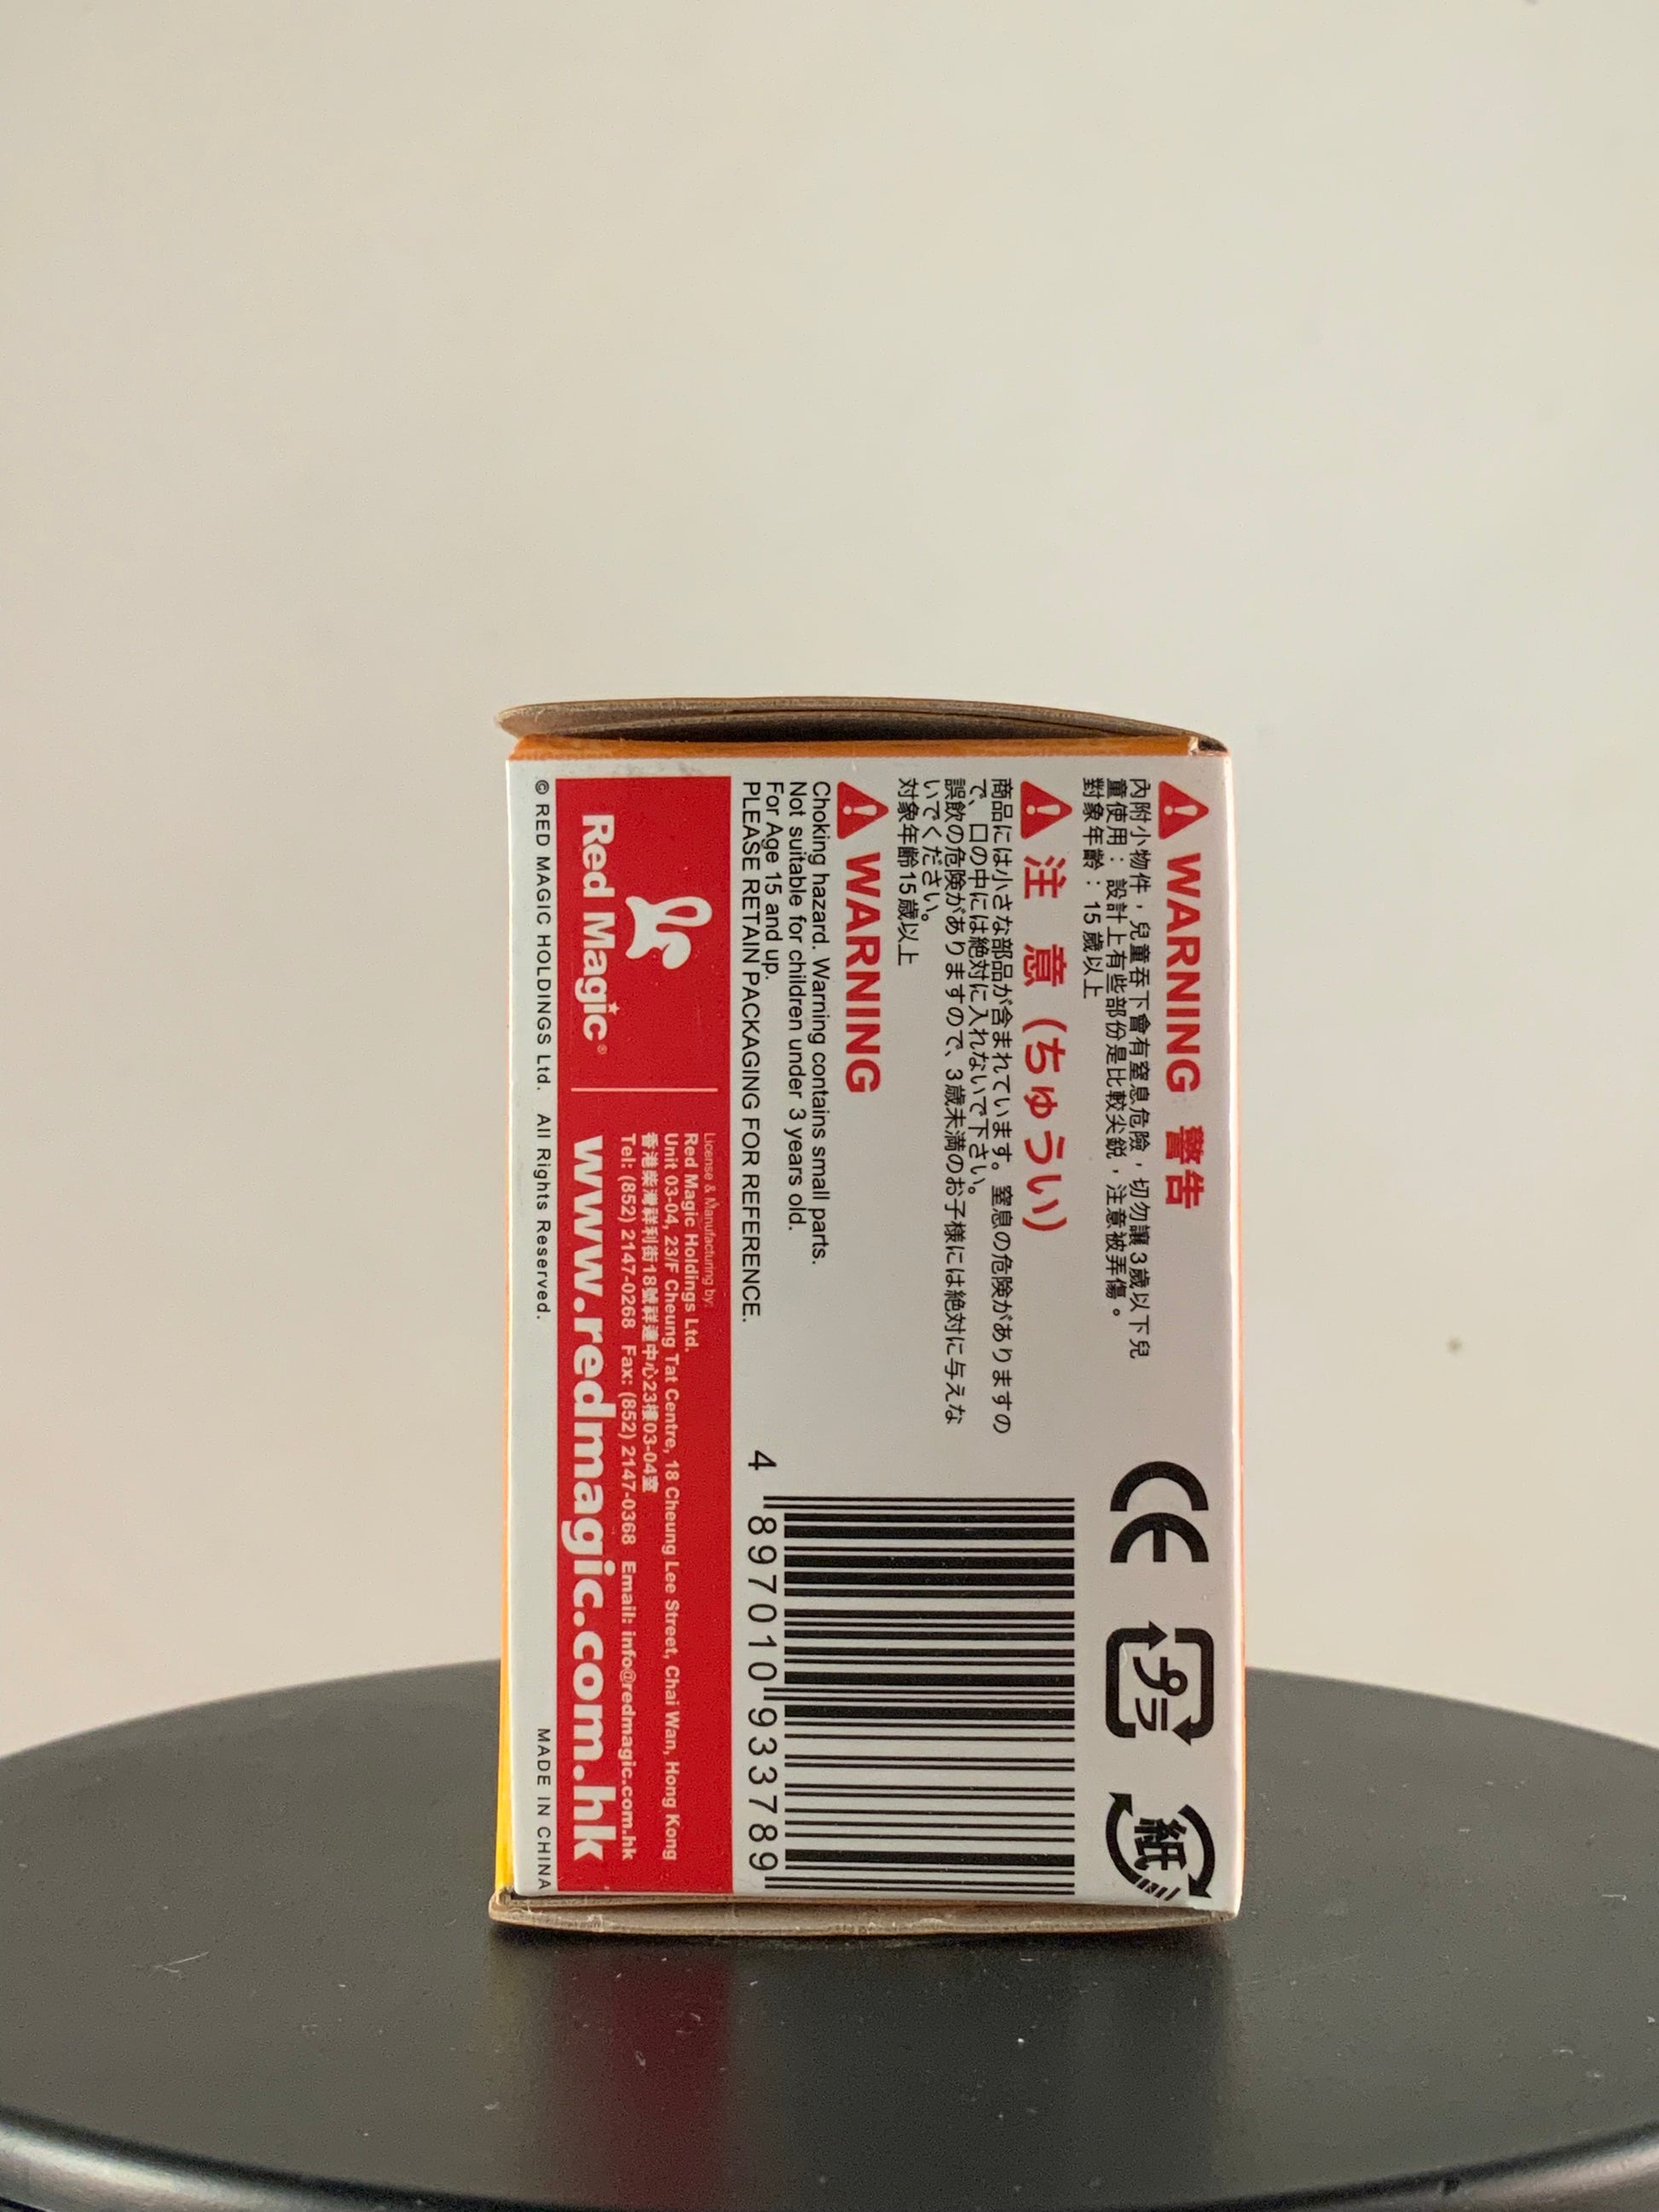 WARNING 警告
內附小物件，兒童吞下會有窒息危險，切勿讓3歲以下兒
童使用：設計上有些部份是比較尖銳，注意被弄傷。
對象年齡：15歲以上
注 意（ちゅうい）
商品には小さな部品が含まれています。窒息の危険がありますの
で、口の中には絶対に入れないで下さい。
誤飲の危険がありますので、3歳未満のお子様には絶対に与えな
いでください。
対象年齢15歳以上
WARNING
Choking hazard. Warning contains small parts.
Not suitable for children under 3 years old.
For Age 15 and up.
PLEASE RETAIN PACKAGING FOR REFERENCE.
CE
プラ
紙
4 897010 933789
Red Magic®
License & Manufacturing by:
Red Magic Holdings Ltd.
Unit 03-04, 23/F Cheung Tat Centre, 18 Cheung Lee Street, Chai Wan, Hong Kong
香港柴灣祥利街18號祥達中心23樓03-04室
Tel: (852) 2147-0268 Fax: (852) 2147-0368 Email: info@redmagic.com.hk
www.redmagic.com.hk
© RED MAGIC HOLDINGS Ltd. All Rights Reserved.
MADE IN CHINA